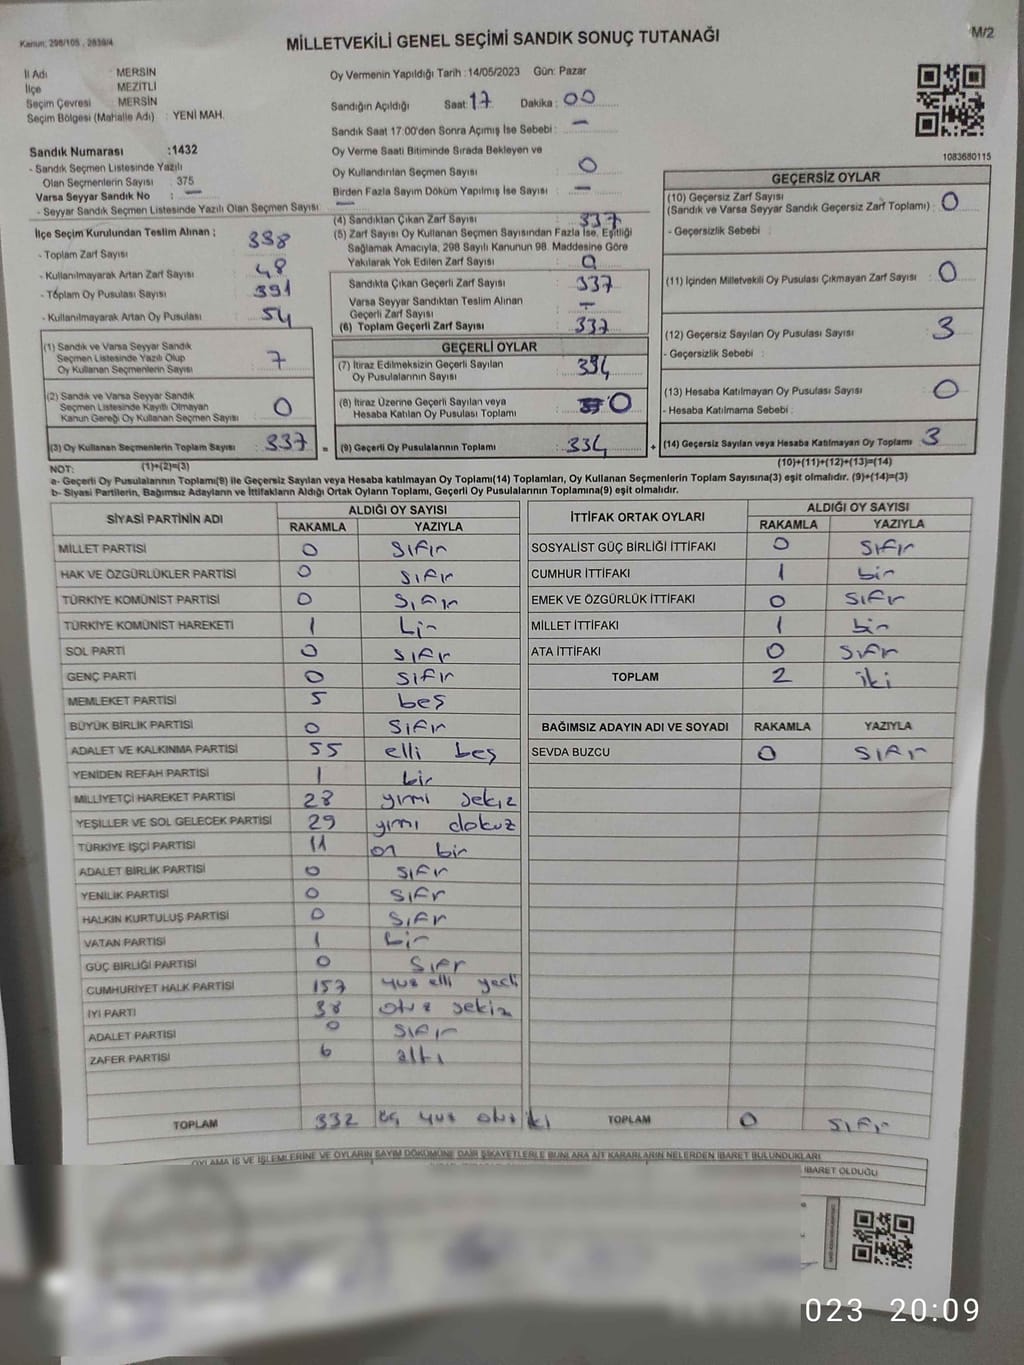 Kanun: 298/105 , 2839/4
MİLLETVEKİLİ GENEL SEÇİMİ SANDIK SONUÇ TUTANAĞI
M/2
İl Adı : MERSİN
İlçe : MEZİTLİ
Seçim Çevresi : MERSİN
Seçim Bölgesi (Mahalle Adı) : YENİ MAH.
Sandık Numarası :1432
- Sandık Seçmen Listesinde Yazılı
Olan Seçmenlerin Sayısı : 375
Varsa Seyyar Sandık No : —
- Seyyar Sandık Seçmen Listesinde Yazılı Olan Seçmen Sayısı : —
Oy Vermenin Yapıldığı Tarih :14/05/2023 Gün: Pazar
Sandığın Açıldığı Saat: 17 Dakika : 00
Sandık Saat 17:00'den Sonra Açımış İse Sebebi : —
Oy Verme Saati Bitiminde Sırada Bekleyen ve
Oy Kullandırılan Seçmen Sayısı : 0
Birden Fazla Sayım Döküm Yapılmış İse Sayısı : —
1083680115
İlçe Seçim Kurulundan Teslim Alınan ;
- Toplam Zarf Sayısı : 388
- Kullanılmayarak Artan Zarf Sayısı : 48
- Toplam Oy Pusulası Sayısı : 391
- Kullanılmayarak Artan Oy Pusulası : 54
(1) Sandık ve Varsa Seyyar Sandık
Seçmen Listesinde Yazılı Olup
Oy Kullanan Seçmenlerin Sayısı : 7
(2) Sandık ve Varsa Seyyar Sandık
Seçmen Listesinde Kayıtlı Olmayan
Kanun Gereği Oy Kullanan Seçmen Sayısı : 0
(3) Oy Kullanan Seçmenlerin Toplam Sayısı : 337
(4) Sandıktan Çıkan Zarf Sayısı : 337
(5) Zarf Sayısı Oy Kullanan Seçmen Sayısından Fazla İse, Eşitliği
Sağlamak Amacıyla, 298 Sayılı Kanunun 98. Maddesine Göre
Yakılarak Yok Edilen Zarf Sayısı : 0
Sandıkta Çıkan Geçerli Zarf Sayısı : 337
Varsa Seyyar Sandıktan Teslim Alınan
Geçerli Zarf Sayısı : —
(6) Toplam Geçerli Zarf Sayısı : 337
GEÇERLİ OYLAR
(7) İtiraz Edilmeksizin Geçerli Sayılan
Oy Pusulalarının Sayısı : 334
(8) İtiraz Üzerine Geçerli Sayılan veya
Hesaba Katılan Oy Pusulası Toplamı : 0
= (9) Geçerli Oy Pusulalarının Toplamı : 334
GEÇERSİZ OYLAR
(10) Geçersiz Zarf Sayısı
(Sandık ve Varsa Seyyar Sandık Geçersiz Zarf Toplamı) : 0
- Geçersizlik Sebebi :
(11) İçinden Milletvekili Oy Pusulası Çıkmayan Zarf Sayısı : 0
(12) Geçersiz Sayılan Oy Pusulası Sayısı : 3
- Geçersizlik Sebebi :
(13) Hesaba Katılmayan Oy Pusulası Sayısı : 0
- Hesaba Katılmama Sebebi :
+ (14) Geçersiz Sayılan veya Hesaba Katılmayan Oy Toplamı : 3
NOT: (1)+(2)=(3)
(10)+(11)+(12)+(13)=(14)
a- Geçerli Oy Pusulaların Toplamı(9) ile Geçersiz Sayılan veya Hesaba katılmayan Oy Toplamı(14) Toplamları, Oy Kullanan Seçmenlerin Toplam Sayısına(3) eşit olmalıdır. (9)+(14)=(3)
b- Siyasi Partilerin, Bağımsız Adayların ve İttifakların Aldığı Ortak Oyların Toplamı, Geçerli Oy Pusulalarının Toplamına(9) eşit olmalıdır.
SİYASİ PARTİNİN ADI ALDIĞI OY SAYISI
RAKAMLA YAZIYLA
MİLLET PARTİSİ 0 sıfır
HAK VE ÖZGÜRLÜKLER PARTİSİ 0 sıfır
TÜRKİYE KOMÜNİST PARTİSİ 0 sıfır
TÜRKİYE KOMÜNİST HAREKETİ 1 bir
SOL PARTİ 0 sıfır
GENÇ PARTİ 0 sıfır
MEMLEKET PARTİSİ 5 beş
BÜYÜK BİRLİK PARTİSİ 0 sıfır
ADALET VE KALKINMA PARTİSİ 55 elli beş
YENİDEN REFAH PARTİSİ 1 bir
MİLLİYETÇİ HAREKET PARTİSİ 28 yirmi sekiz
YEŞİLLER VE SOL GELECEK PARTİSİ 29 yirmi dokuz
TÜRKİYE İŞÇİ PARTİSİ 11 on bir
ADALET BİRLİK PARTİSİ 0 sıfır
YENİLİK PARTİSİ 0 sıfır
HALKIN KURTULUŞ PARTİSİ 0 sıfır
VATAN PARTİSİ 1 bir
GÜÇ BİRLİĞİ PARTİSİ 0 sıfır
CUMHURİYET HALK PARTİSİ 157 yüz elli yedi
İYİ PARTİ 38 otuz sekiz
ADALET PARTİSİ 0 sıfır
ZAFER PARTİSİ 6 altı
TOPLAM 332 üç yüz otuz iki
İTTİFAK ORTAK OYLARI ALDIĞI OY SAYISI
RAKAMLA YAZIYLA
SOSYALİST GÜÇ BİRLİĞİ İTTİFAKI 0 sıfır
CUMHUR İTTİFAKI 1 bir
EMEK VE ÖZGÜRLÜK İTTİFAKI 0 sıfır
MİLLET İTTİFAKI 1 bir
ATA İTTİFAKI 0 sıfır
TOPLAM 2 iki
BAĞIMSIZ ADAYIN ADI VE SOYADI RAKAMLA YAZIYLA
SEVDA BUZCU 0 sıfır
TOPLAM 0 sıfır
OYLAMA İŞ VE İŞLEMLERİNE VE OYLARIN SAYIM DÖKÜMÜNE DAİR ŞİKAYETLERLE BUNLARA AİT KARARLARIN NELERDEN İBARET BULUNDUKLARI
İBARET OLDUĞU
023 20:09